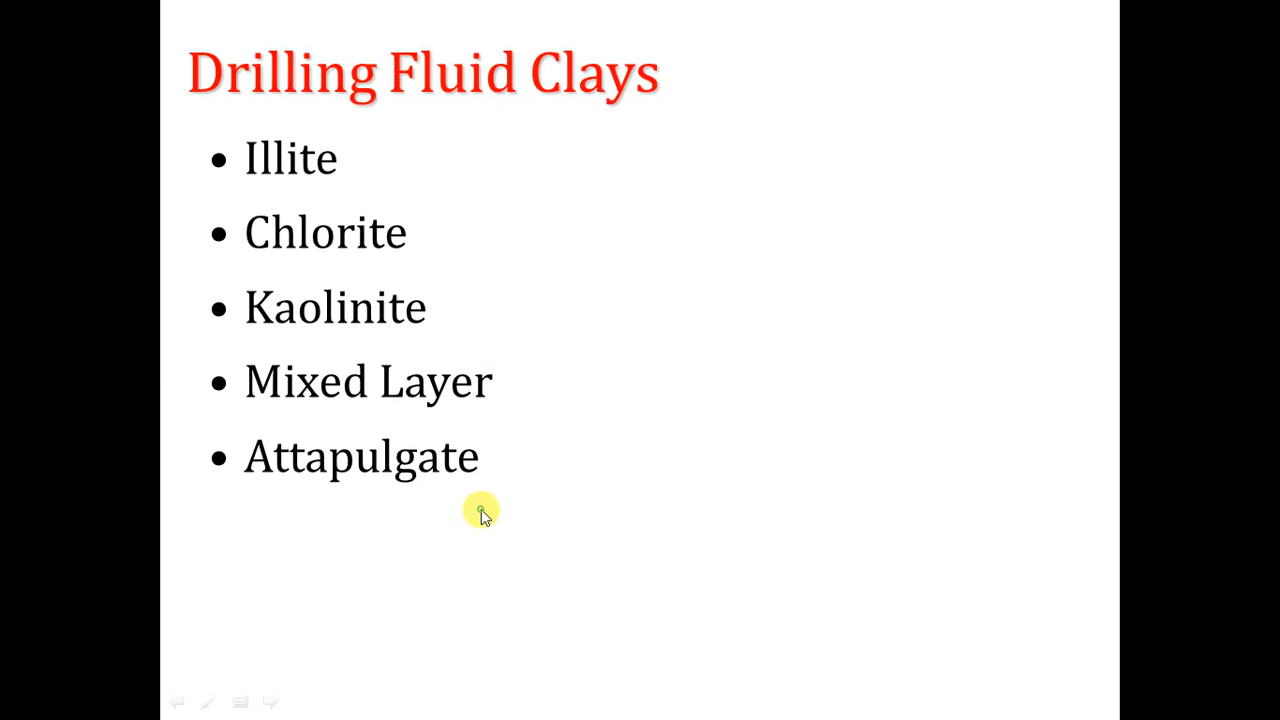 Drilling Fluid Clays
• Illite
• Chlorite
• Kaolinite
• Mixed Layer
• Attapulgate